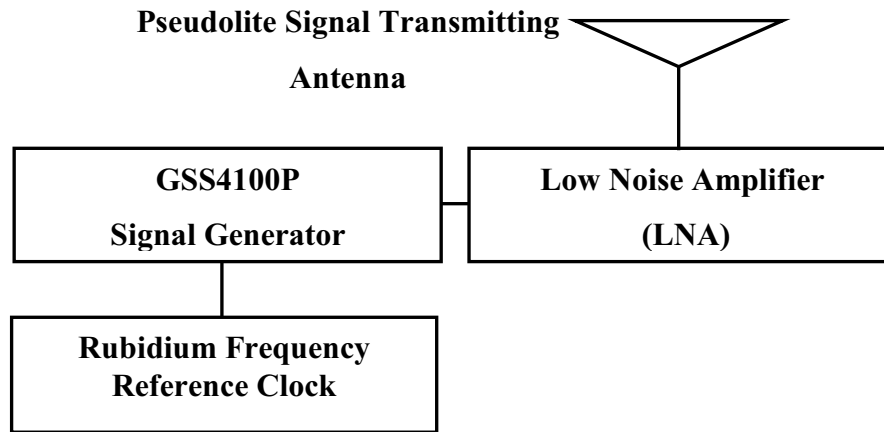 Pseudolite Signal Transmitting
Antenna
GSS4100P
Signal Generator
Low Noise Amplifier
(LNA)
Rubidium Frequency
Reference Clock